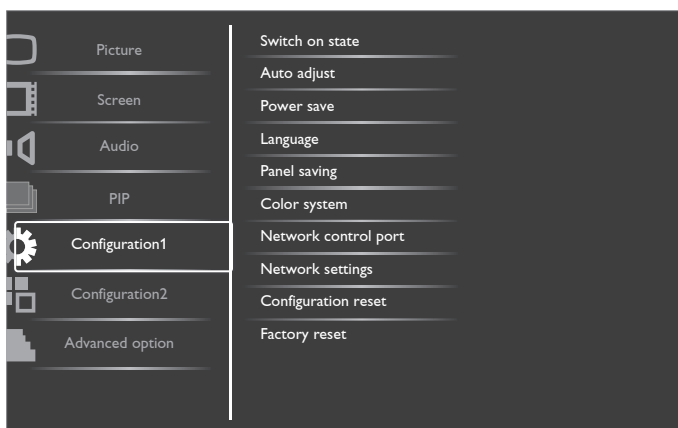 Picture
Screen
Audio
PIP
Configuration1
Configuration2
Advanced option
Switch on state
Auto adjust
Power save
Language
Panel saving
Color system
Network control port
Network settings
Configuration reset
Factory reset